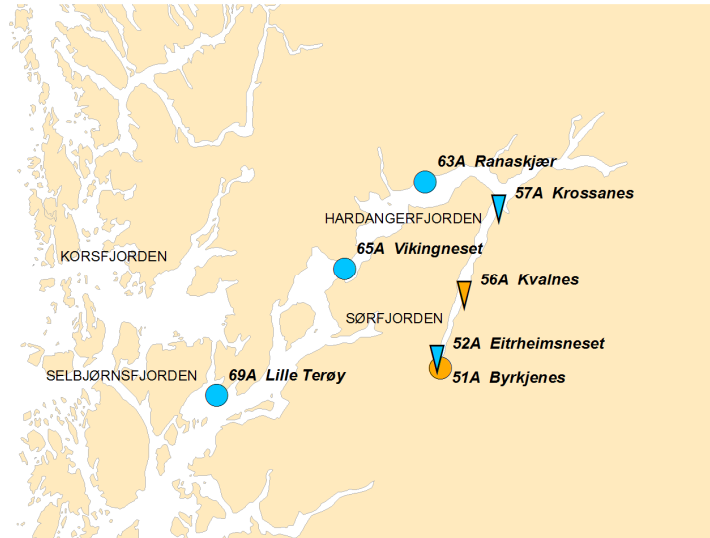 63A Ranaskjær
57A Krossanes
HARDANGERFJORDEN
65A Vikingneset
KORSFJORDEN
56A Kvalnes
SØRFJORDEN
52A Eitrheimsneset
69A Lille Terøy
SELBJØRNSFJORDEN
51A Byrkjenes